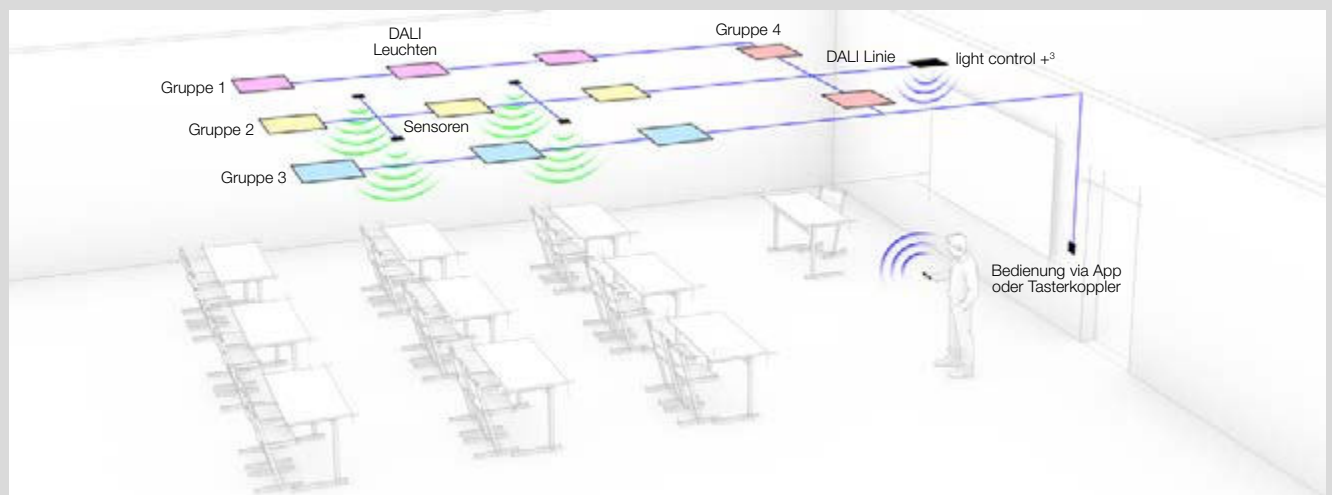 DALI
Leuchten
Gruppe 4
DALI Linie
light control +³
Gruppe 1
Gruppe 2
Sensoren
Gruppe 3
Bedienung via App
oder Tasterkoppler